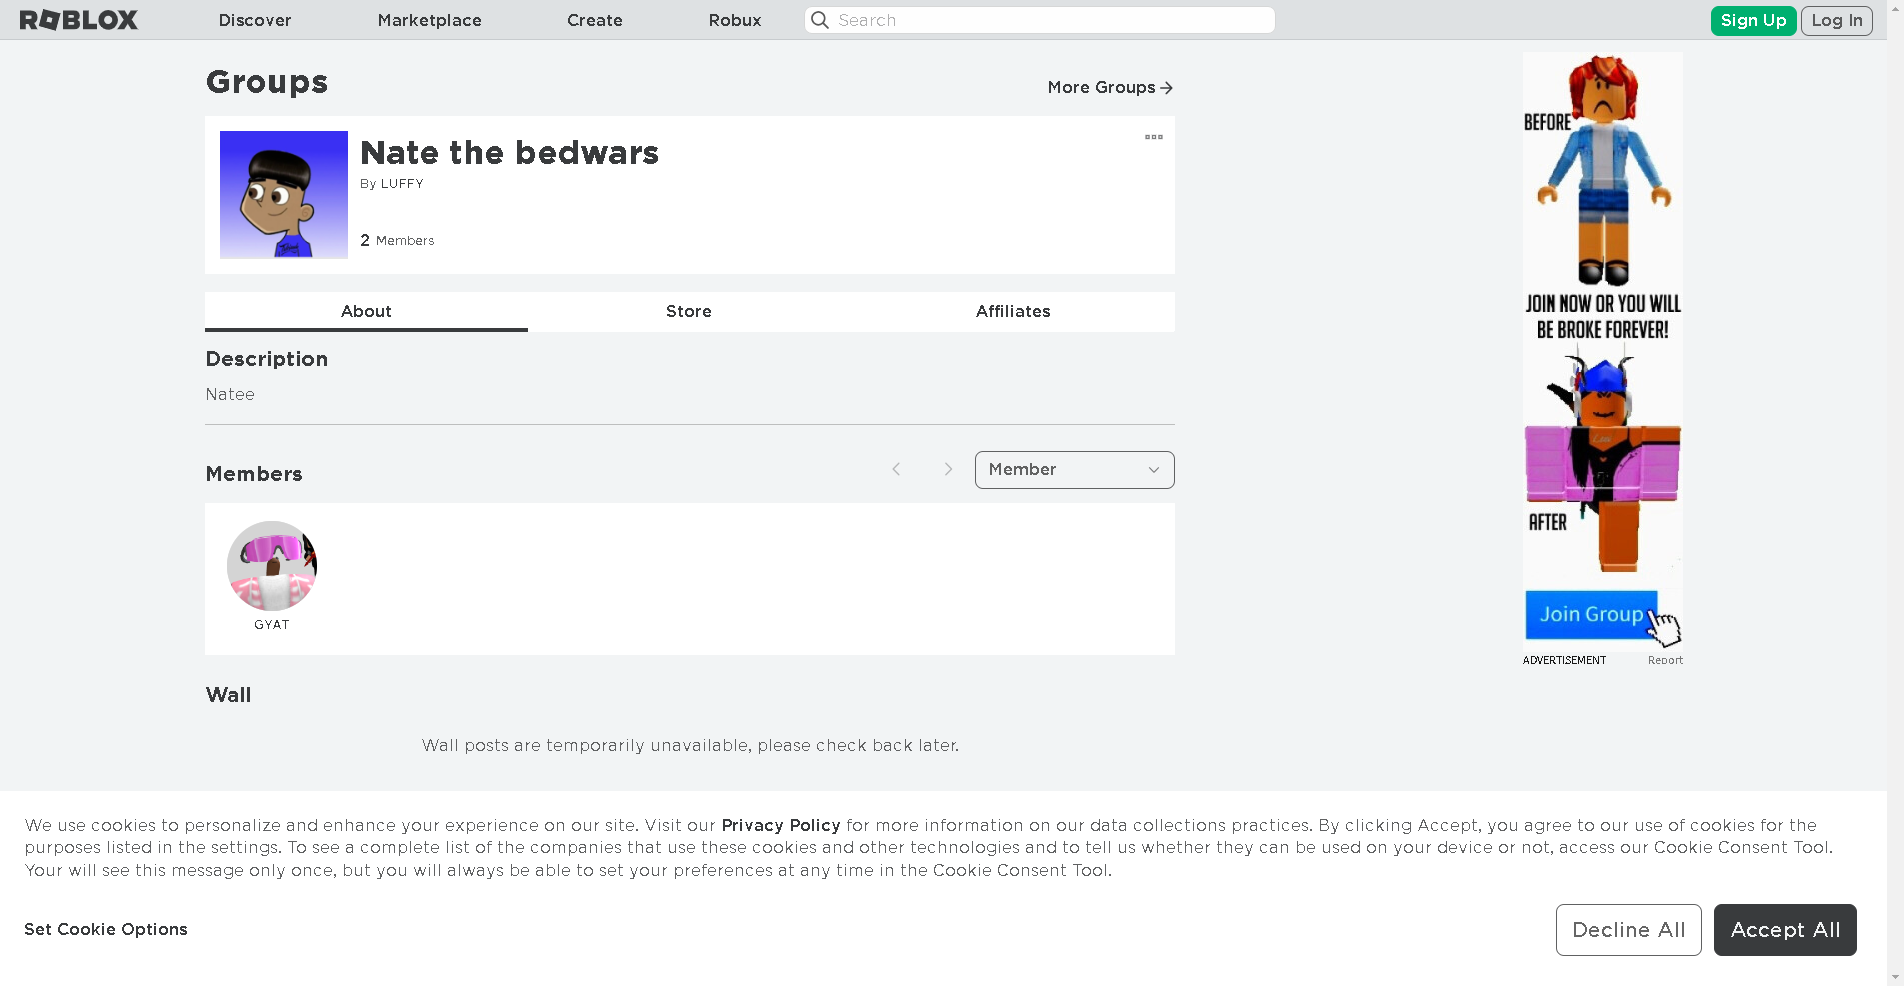 ROBLOX
Discover
Marketplace
Create
Robux
Search
Sign Up
Log In
Groups
More Groups
Nate the bedwars
By LUFFY
2 Members
About
Store
Affiliates
Description
Natee
Members
Member
GYAT
Wall
Wall posts are temporarily unavailable, please check back later.
BEFORE
JOIN NOW OR YOU WILL
BE BROKE FOREVER!
AFTER
Join Group
ADVERTISEMENT
Report
We use cookies to personalize and enhance your experience on our site. Visit our Privacy Policy for more information on our data collections practices. By clicking Accept, you agree to our use of cookies for the
purposes listed in the settings. To see a complete list of the companies that use these cookies and other technologies and to tell us whether they can be used on your device or not, access our Cookie Consent Tool.
Your will see this message only once, but you will always be able to set your preferences at any time in the Cookie Consent Tool.
Set Cookie Options
Decline All
Accept All